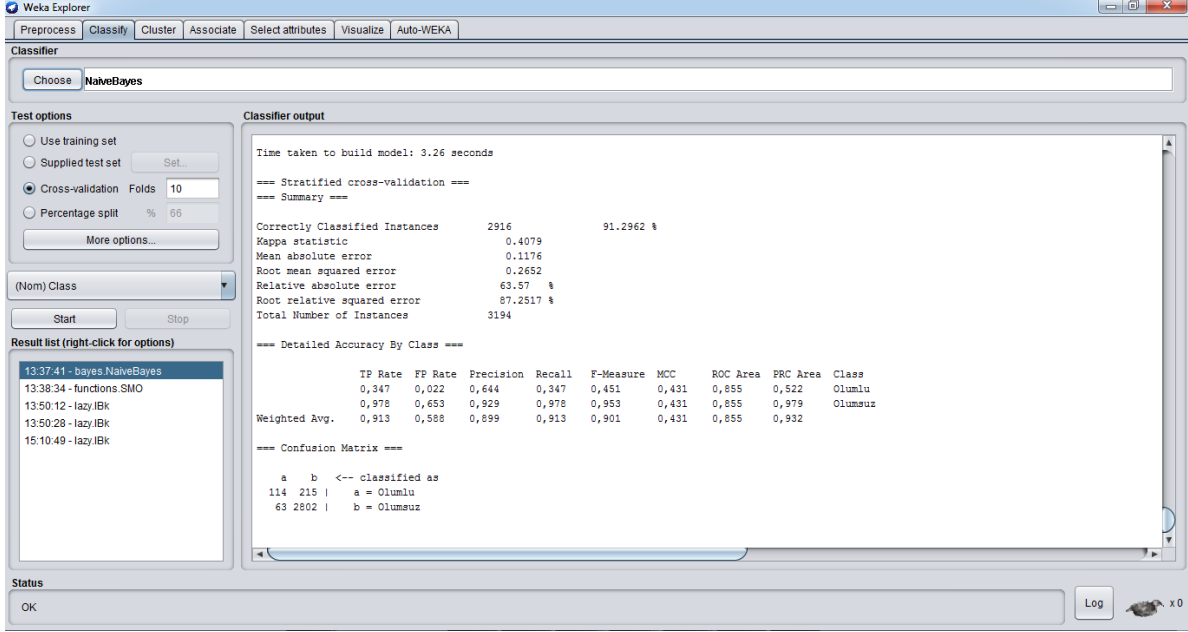 Weka Explorer
Preprocess Classify Cluster Associate Select attributes Visualize Auto-WEKA
Classifier
Choose NaiveBayes
Test options
Use training set
Supplied test set Set...
Cross-validation Folds 10
Percentage split % 66
More options...
(Nom) Class
Start Stop
Result list (right-click for options)
13:37:41 - bayes.NaiveBayes
13:38:34 - functions.SMO
13:50:12 - lazy.IBk
13:50:28 - lazy.IBk
15:10:49 - lazy.IBk
Classifier output
Time taken to build model: 3.26 seconds
=== Stratified cross-validation ===
=== Summary ===
Correctly Classified Instances 2916 91.2962 %
Kappa statistic 0.4079
Mean absolute error 0.1176
Root mean squared error 0.2652
Relative absolute error 63.57 %
Root relative squared error 87.2517 %
Total Number of Instances 3194
=== Detailed Accuracy By Class ===
TP Rate FP Rate Precision Recall F-Measure MCC ROC Area PRC Area Class
0,347 0,022 0,644 0,347 0,451 0,431 0,855 0,522 Olumlu
0,978 0,653 0,929 0,978 0,953 0,431 0,855 0,979 Olumsuz
Weighted Avg. 0,913 0,588 0,899 0,913 0,901 0,431 0,855 0,932
=== Confusion Matrix ===
a b <-- classified as
114 215 | a = Olumlu
63 2802 | b = Olumsuz
Status
OK
Log x 0